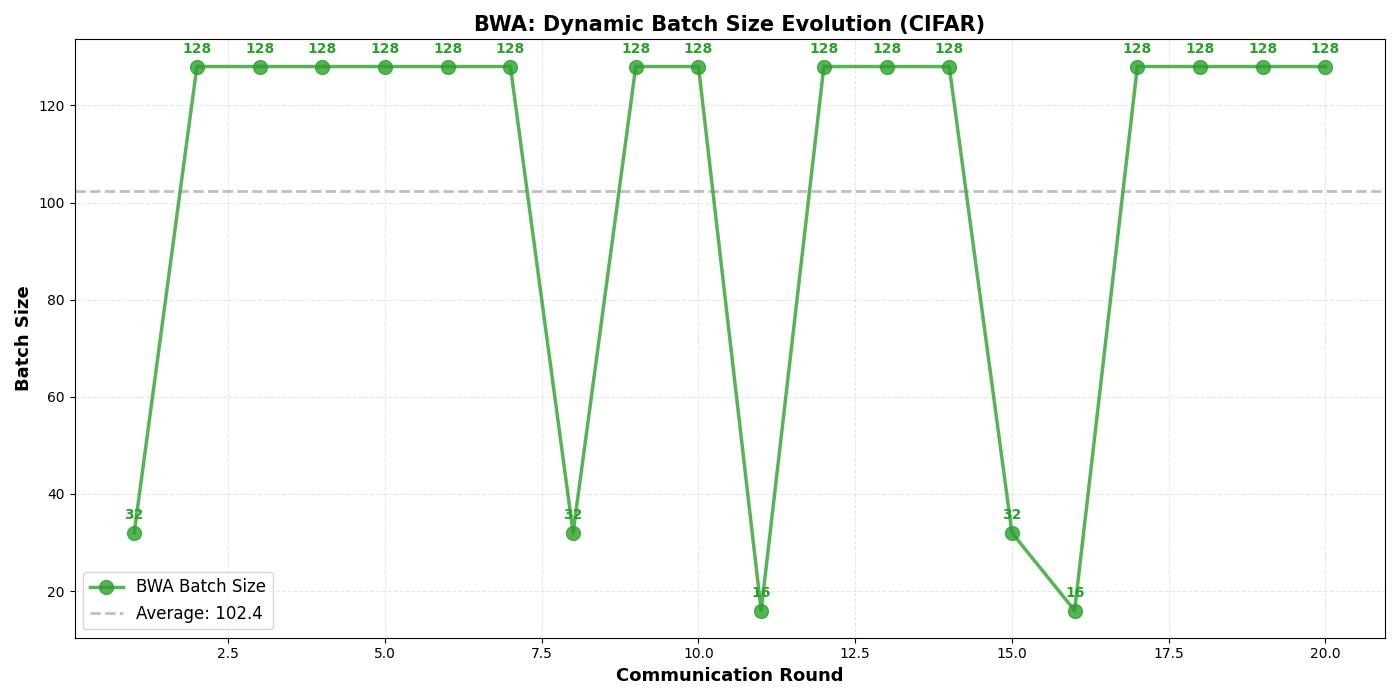 BWA: Dynamic Batch Size Evolution (CIFAR)
128 128 128 128 128 128 128 128 128 128 128 128 128 128 128
120
100
80
60
40
20
Batch Size
32 32 32
16 16
BWA Batch Size
Average: 102.4
2.5 5.0 7.5 10.0 12.5 15.0 17.5 20.0
Communication Round